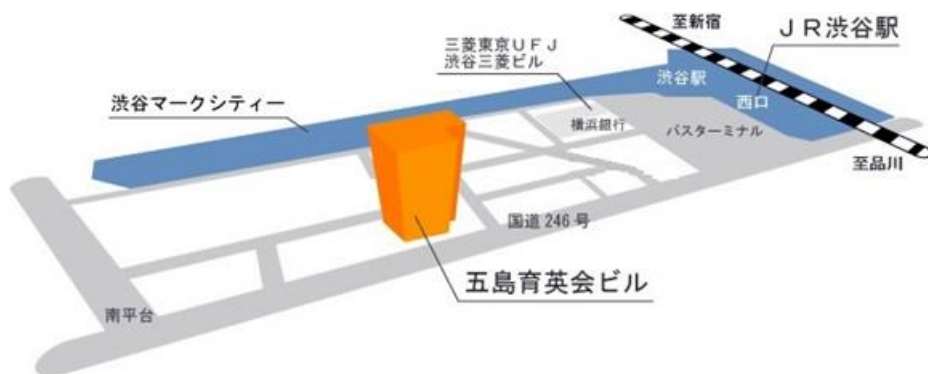 至新宿
ＪＲ渋谷駅
三菱東京ＵＦＪ
渋谷三菱ビル
渋谷駅
西口
渋谷マークシティー
横浜銀行
バスターミナル
至品川
国道246号
五島育英会ビル
南平台